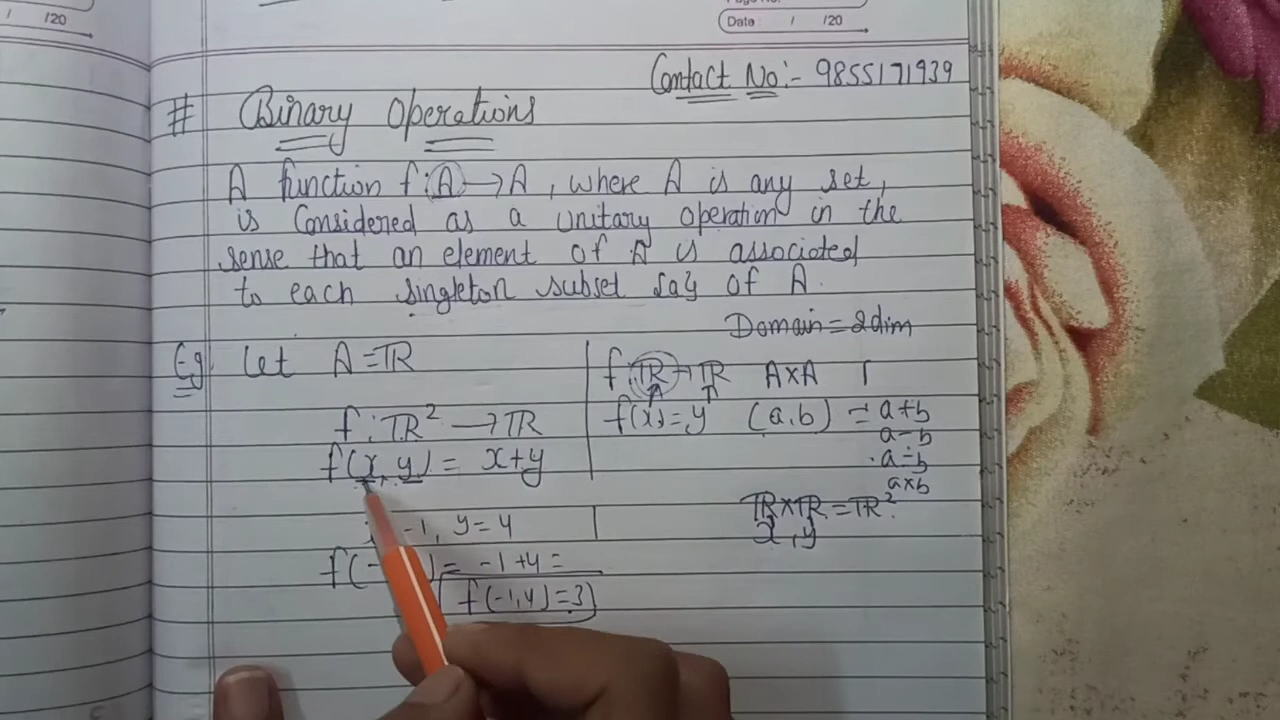 / /20
Date / /20
Contact No:- 9855171939
# Binary Operations
A function f:A→A, where A is any set,
is Considered as a unitary operation in the
sense that an element of A is associated
to each singleton subset say of A.
Domain = 2dim
Eg let A=ℝ
f:ℝ²→ℝ
f(x,y) = x+y
y=4
= -1+4=
f(-1,4)=3
f ℝ→ℝ A×A
A A
f(x)=y (a,b) = a+b
a-b
a÷b
a×b
ℝ×ℝ=ℝ²
x,y